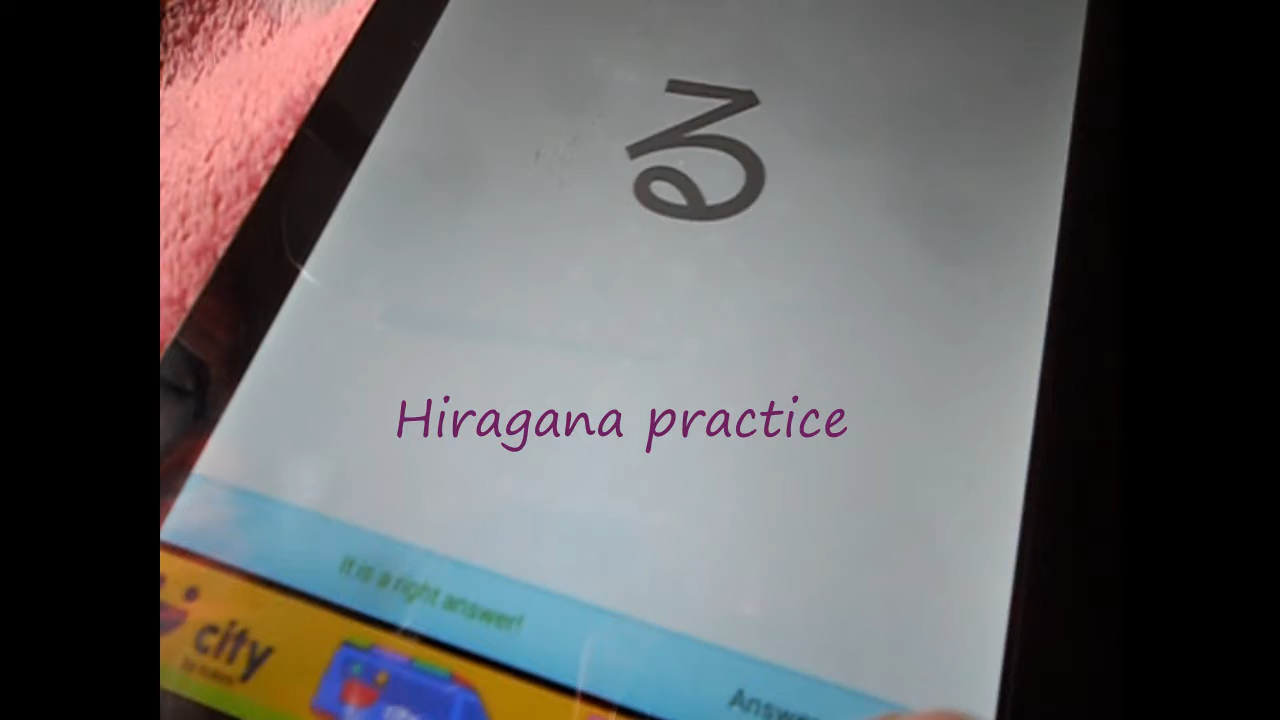 る
Hiragana practice
It is a right answer!
city